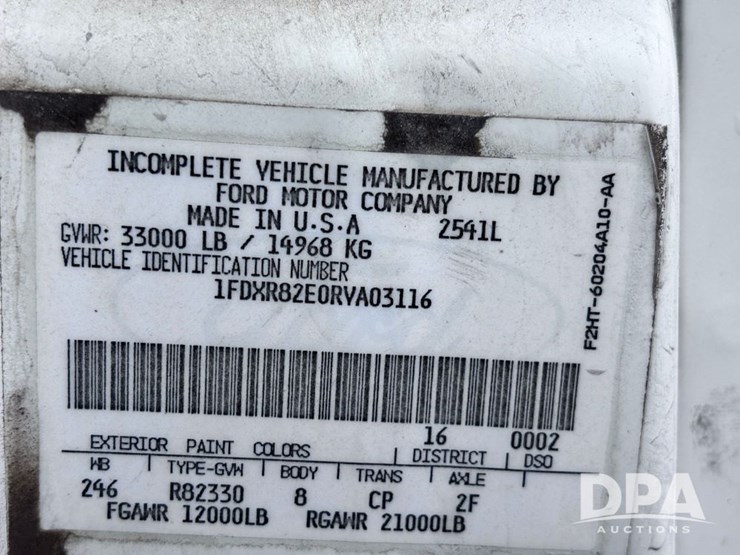 INCOMPLETE VEHICLE MANUFACTURED BY
FORD MOTOR COMPANY
MADE IN U.S.A 2541L
GVWR: 33000 LB / 14968 KG
VEHICLE IDENTIFICATION NUMBER
1FDXR82E0RVA03116
F2HT-60204A10-AA
16 0002
EXTERIOR PAINT COLORS DISTRICT DSO
WB TYPE-GVW BODY TRANS AXLE
246 R82330 8 CP 2F
FGAWR 12000LB RGAWR 21000LB
DPA
AUCTIONS